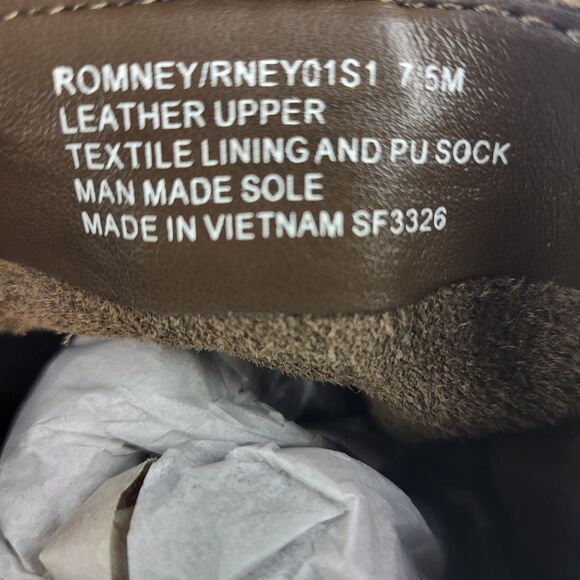 ROMNEY/RNEY01S1 7.5M
LEATHER UPPER
TEXTILE LINING AND PU SOCK
MAN MADE SOLE
MADE IN VIETNAM SF3326